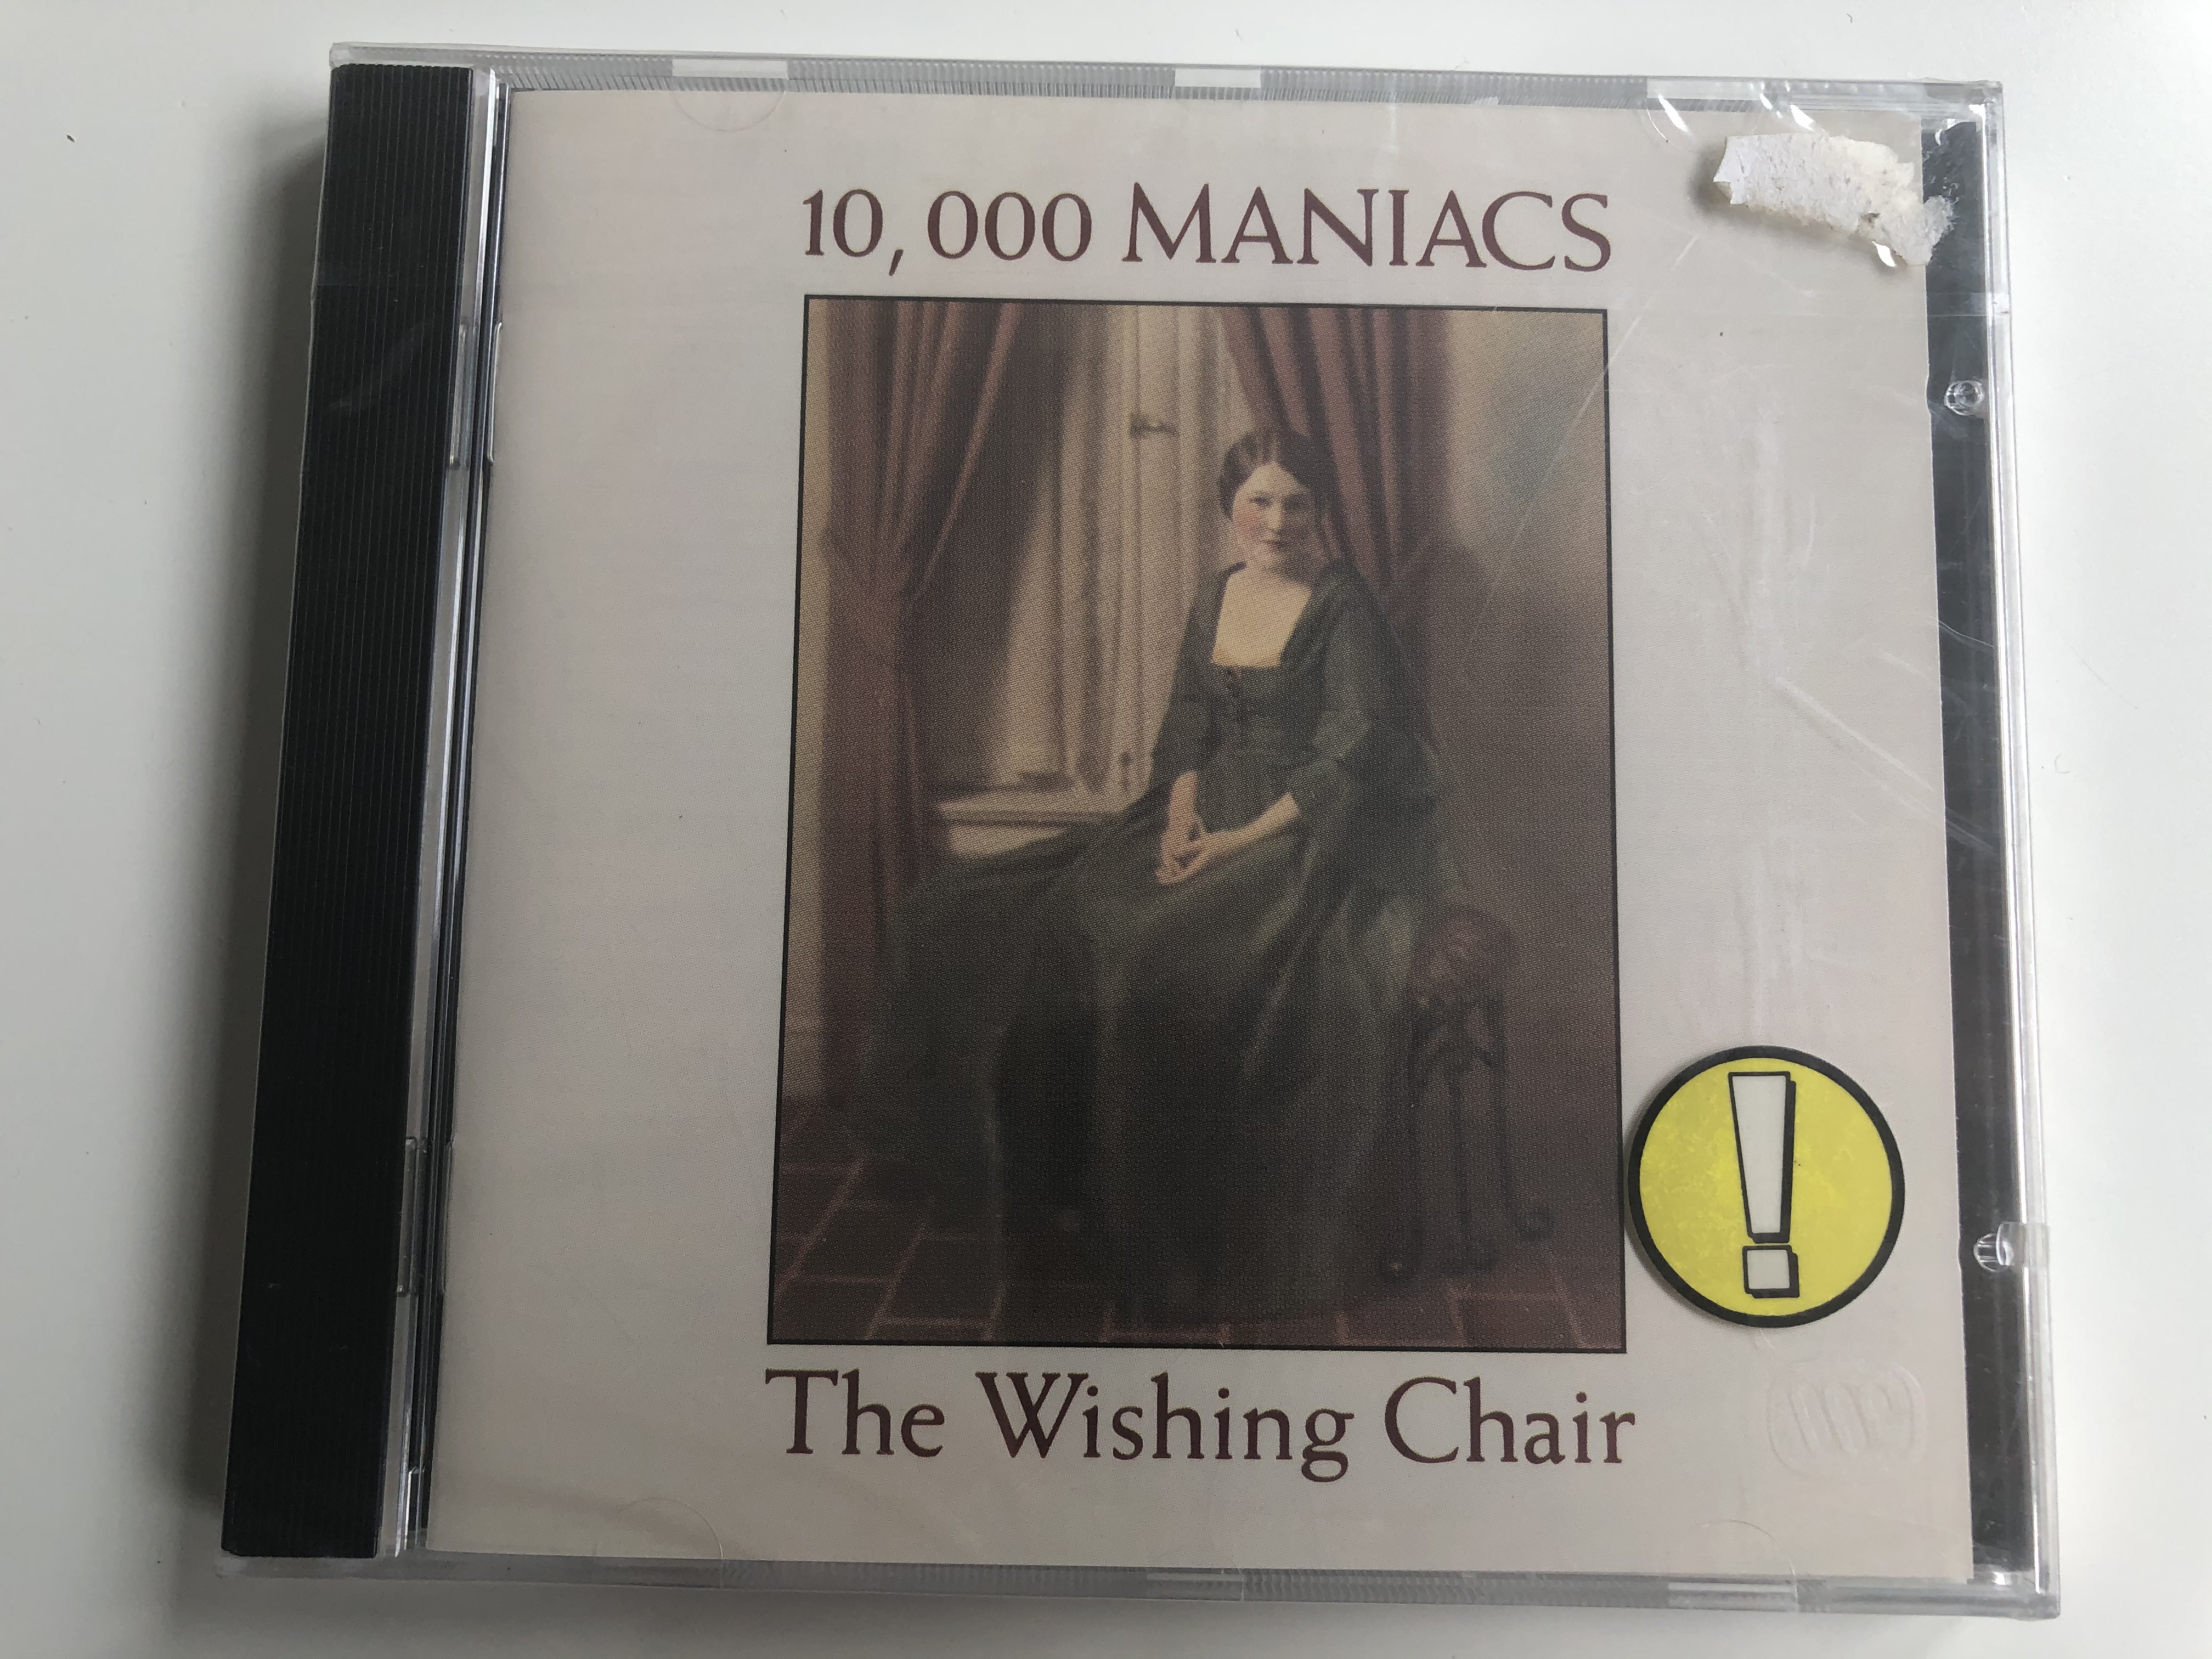 10,000 MANIACS
!
The Wishing Chair